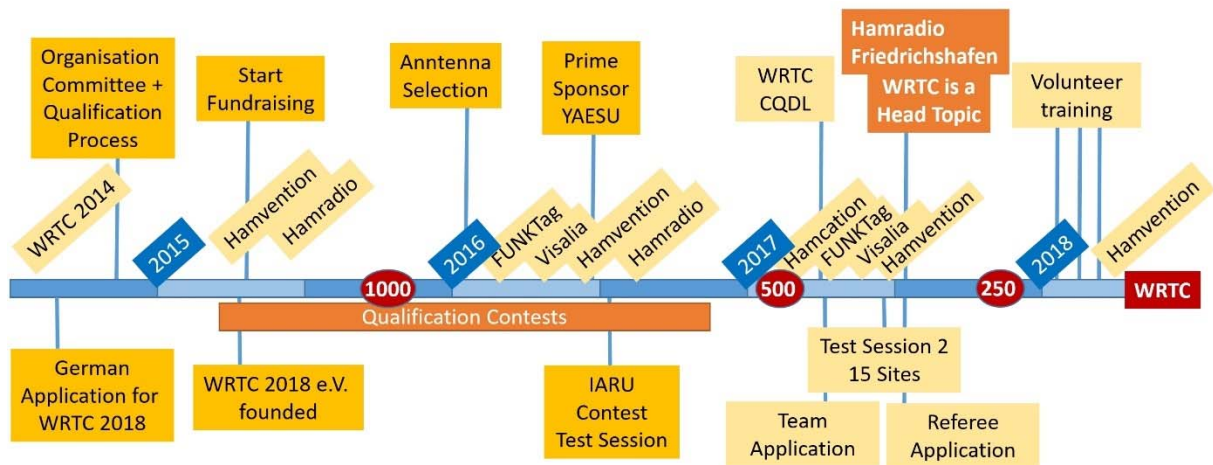 Organisation
Committee +
Qualification
Process
Start
Fundraising
Anntenna
Selection
Prime
Sponsor
YAESU
WRTC
CQDL
Hamradio
Friedrichshafen
WRTC is a
Head Topic
Volunteer
training
WRTC 2014
2015
Hamvention
Hamradio
2016
FUNKTag
Visalia
Hamvention
Hamradio
2017
Hamcation
FUNKTag
Visalia
Hamvention
2018
Hamvention
1000
500
250
WRTC
Qualification Contests
German
Application for
WRTC 2018
WRTC 2018 e.V.
founded
IARU
Contest
Test Session
Test Session 2
15 Sites
Team
Application
Referee
Application